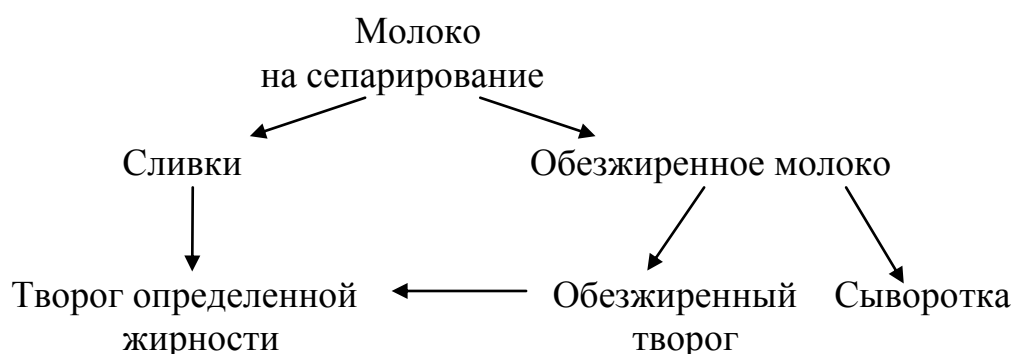 Молоко
на сепарирование
Сливки
Обезжиренное молоко
Творог определенной
жирности
Обезжиренный
творог
Сыворотка